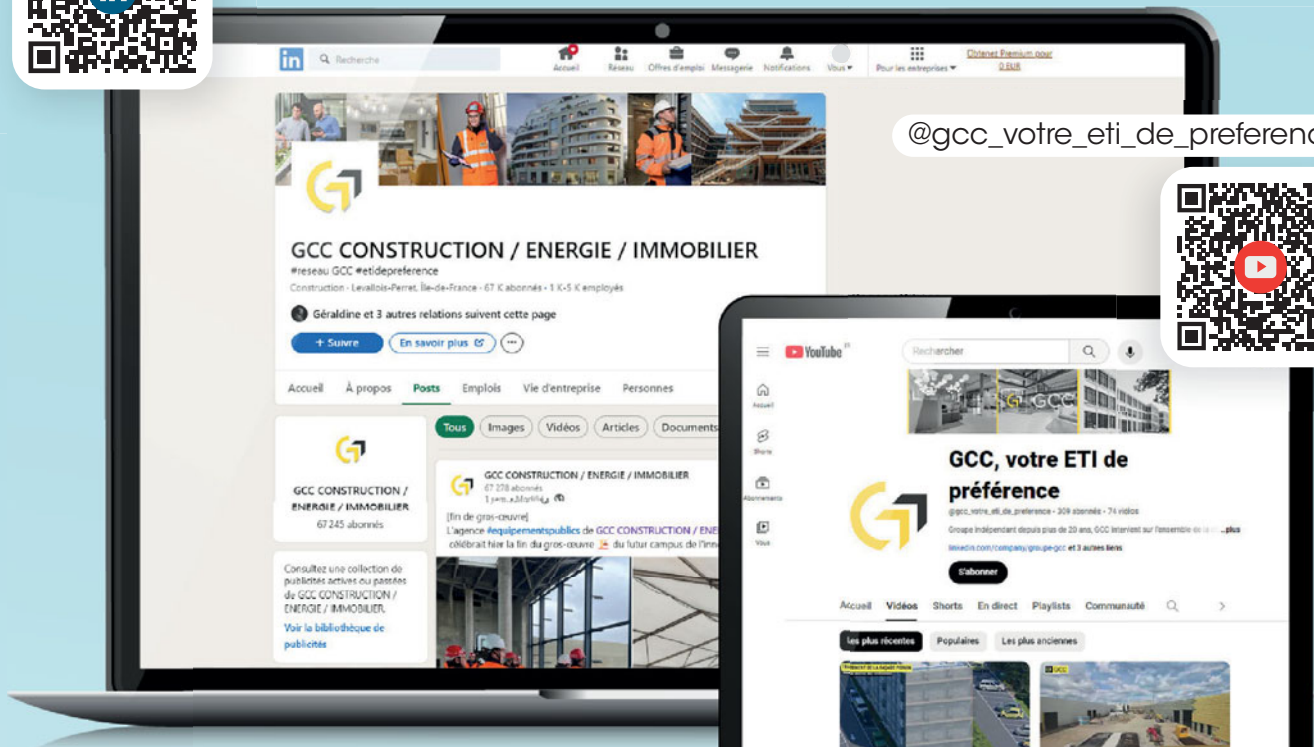 in
Recherche
Accueil
Réseau
Offres d'emploi
Messagerie
Notifications
Vous
Pour les entreprises
Obtenez Premium pour
0 EUR
@gcc_votre_eti_de_preferenc
GCC CONSTRUCTION / ENERGIE / IMMOBILIER
#reseau GCC #etidepreference
Construction · Levallois-Perret, Île-de-France · 67 K abonnés · 1 K-5 K employés
Géraldine et 3 autres relations suivent cette page
+ Suivre
En savoir plus
Accueil
À propos
Posts
Emplois
Vie d'entreprise
Personnes
Tous
Images
Vidéos
Articles
Documents
GCC CONSTRUCTION /
ENERGIE / IMMOBILIER
67 245 abonnés
Consultez une collection de
publicités actives ou passées
de GCC CONSTRUCTION /
ENERGIE / IMMOBILIER.
Voir la bibliothèque de
publicités
GCC CONSTRUCTION / ENERGIE / IMMOBILIER
67 278 abonnés
[fin de gros-œuvre]
L'agence #equipementspublics de GCC CONSTRUCTION / ENE
célébrait hier la fin du gros-œuvre du futur campus de l'inn
YouTube
Rechercher
Accueil
Shorts
Abonnements
Vous
GCC
GCC, votre ETI de
préférence
@gcc_votre_eti_de_preference · 309 abonnés · 74 vidéos
Groupe indépendant depuis plus de 20 ans, GCC intervient sur l'ensemble de la ...plus
linkedin.com/company/groupe-gcc et 3 autres liens
S'abonner
Accueil
Vidéos
Shorts
En direct
Playlists
Communauté
Les plus récentes
Populaires
Les plus anciennes
GCC